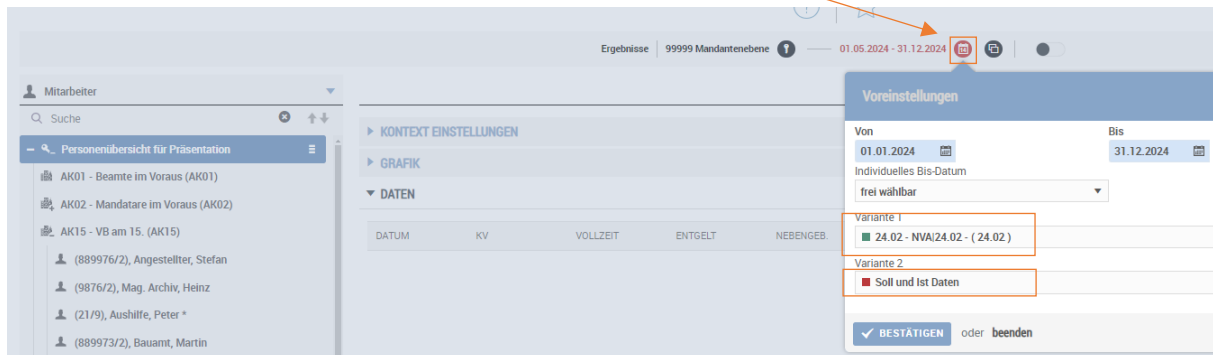 Ergebnisse 99999 Mandantenebene 01.05.2024 - 31.12.2024
Mitarbeiter
Suche
Personenübersicht für Präsentation
AK01 - Beamte im Voraus (AK01)
AK02 - Mandatare im Voraus (AK02)
AK15 - VB am 15. (AK15)
(889976/2), Angestellter, Stefan
(9876/2), Mag. Archiv, Heinz
(21/9), Aushilfe, Peter *
(889973/2), Bauamt, Martin
KONTEXT EINSTELLUNGEN
GRAFIK
DATEN
DATUM KV VOLLZEIT ENTGELT NEBENGEB.
Voreinstellungen
Von Bis
01.01.2024 31.12.2024
Individuelles Bis-Datum
frei wählbar
Variante 1
24.02 - NVA|24.02 - ( 24.02 )
Variante 2
Soll und Ist Daten
BESTÄTIGEN oder beenden